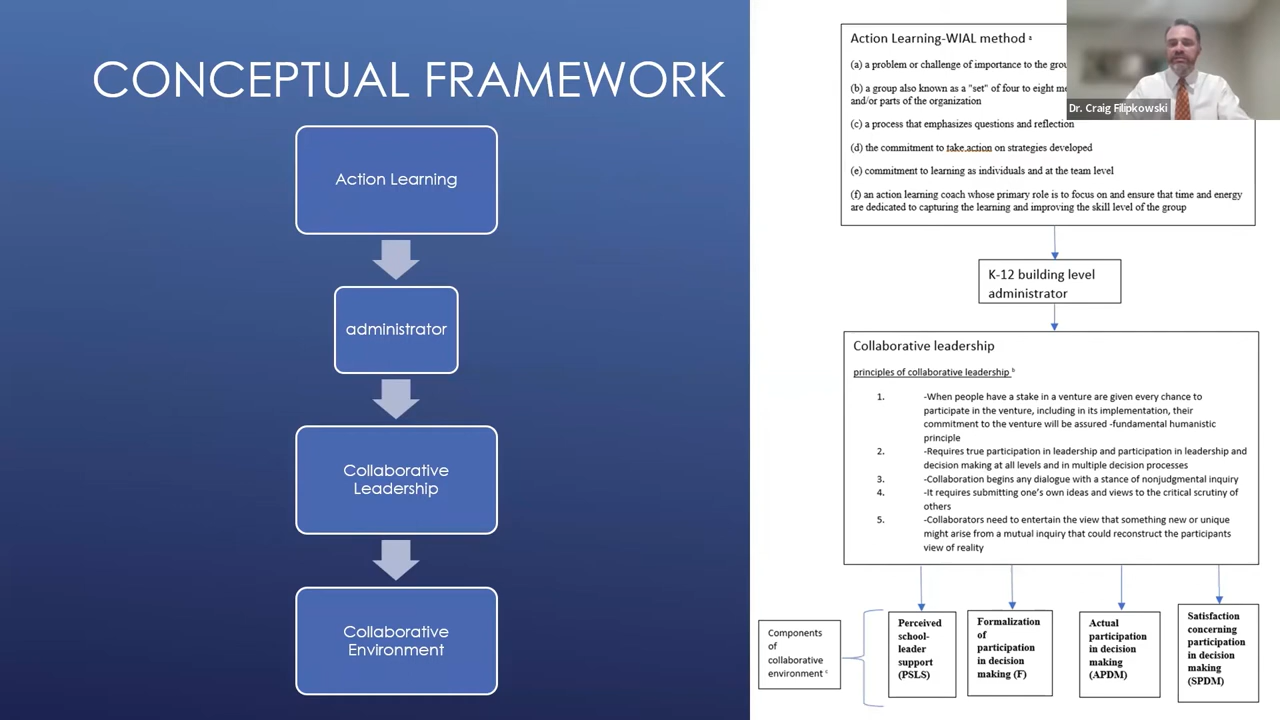 CONCEPTUAL FRAMEWORK
Action Learning
administrator
Collaborative
Leadership
Collaborative
Environment
Action Learning-WIAL method a
(a) a problem or challenge of importance to the
(b) a group also known as a "set" of four to eight
and/or parts of the organization
(c) a process that emphasizes questions and reflection
(d) the commitment to take action on strategies developed
(e) commitment to learning as individuals and at the team level
(f) an action learning coach whose primary role is to focus on and ensure that time and energy
are dedicated to capturing the learning and improving the skill level of the group
Dr. Craig Filipkowski
K-12 building level
administrator
Collaborative leadership
principles of collaborative leadership b
1. -When people have a stake in a venture are given every chance to
participate in the venture, including in its implementation, their
commitment to the venture will be assured -fundamental humanistic
principle
2. -Requires true participation in leadership and participation in leadership and
decision making at all levels and in multiple decision processes
3. -Collaboration begins any dialogue with a stance of nonjudgmental inquiry
4. -It requires submitting one's own ideas and views to the critical scrutiny of
others
5. -Collaborators need to entertain the view that something new or unique
might arise from a mutual inquiry that could reconstruct the participants
view of reality
Components
of
collaborative
environment c
Perceived
school-
leader
support
(PSLS)
Formalization
of
participation
in decision
making (F)
Actual
participation
in decision
making
(APDM)
Satisfaction
concerning
participation
in decision
making
(SPDM)